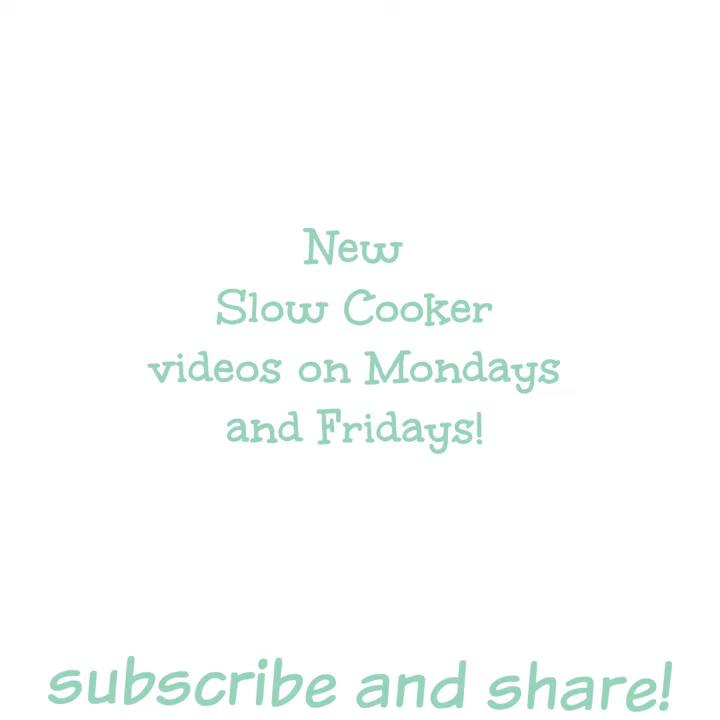 New
Slow Cooker
videos on Mondays
and Fridays!
subscribe and share!